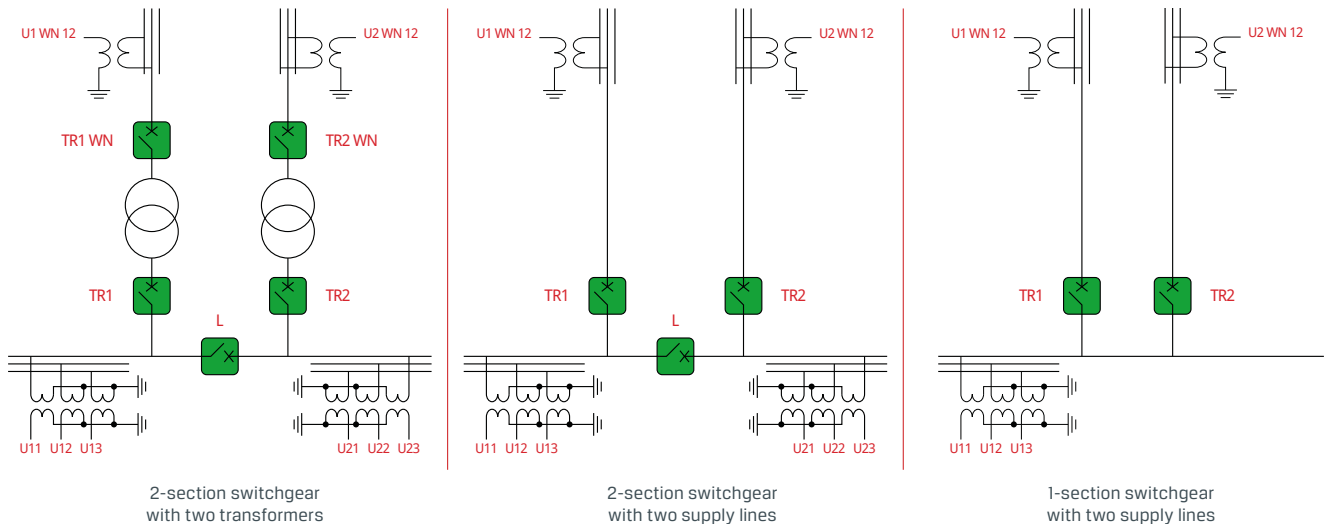 U1 WN 12
U2 WN 12
TR1 WN
TR2 WN
TR1
TR2
L
U11 U12 U13
U21 U22 U23
2-section switchgear
with two transformers
U1 WN 12
U2 WN 12
TR1
TR2
L
U11 U12 U13
U21 U22 U23
2-section switchgear
with two supply lines
U1 WN 12
U2 WN 12
TR1
TR2
U11 U12 U13
1-section switchgear
with two supply lines